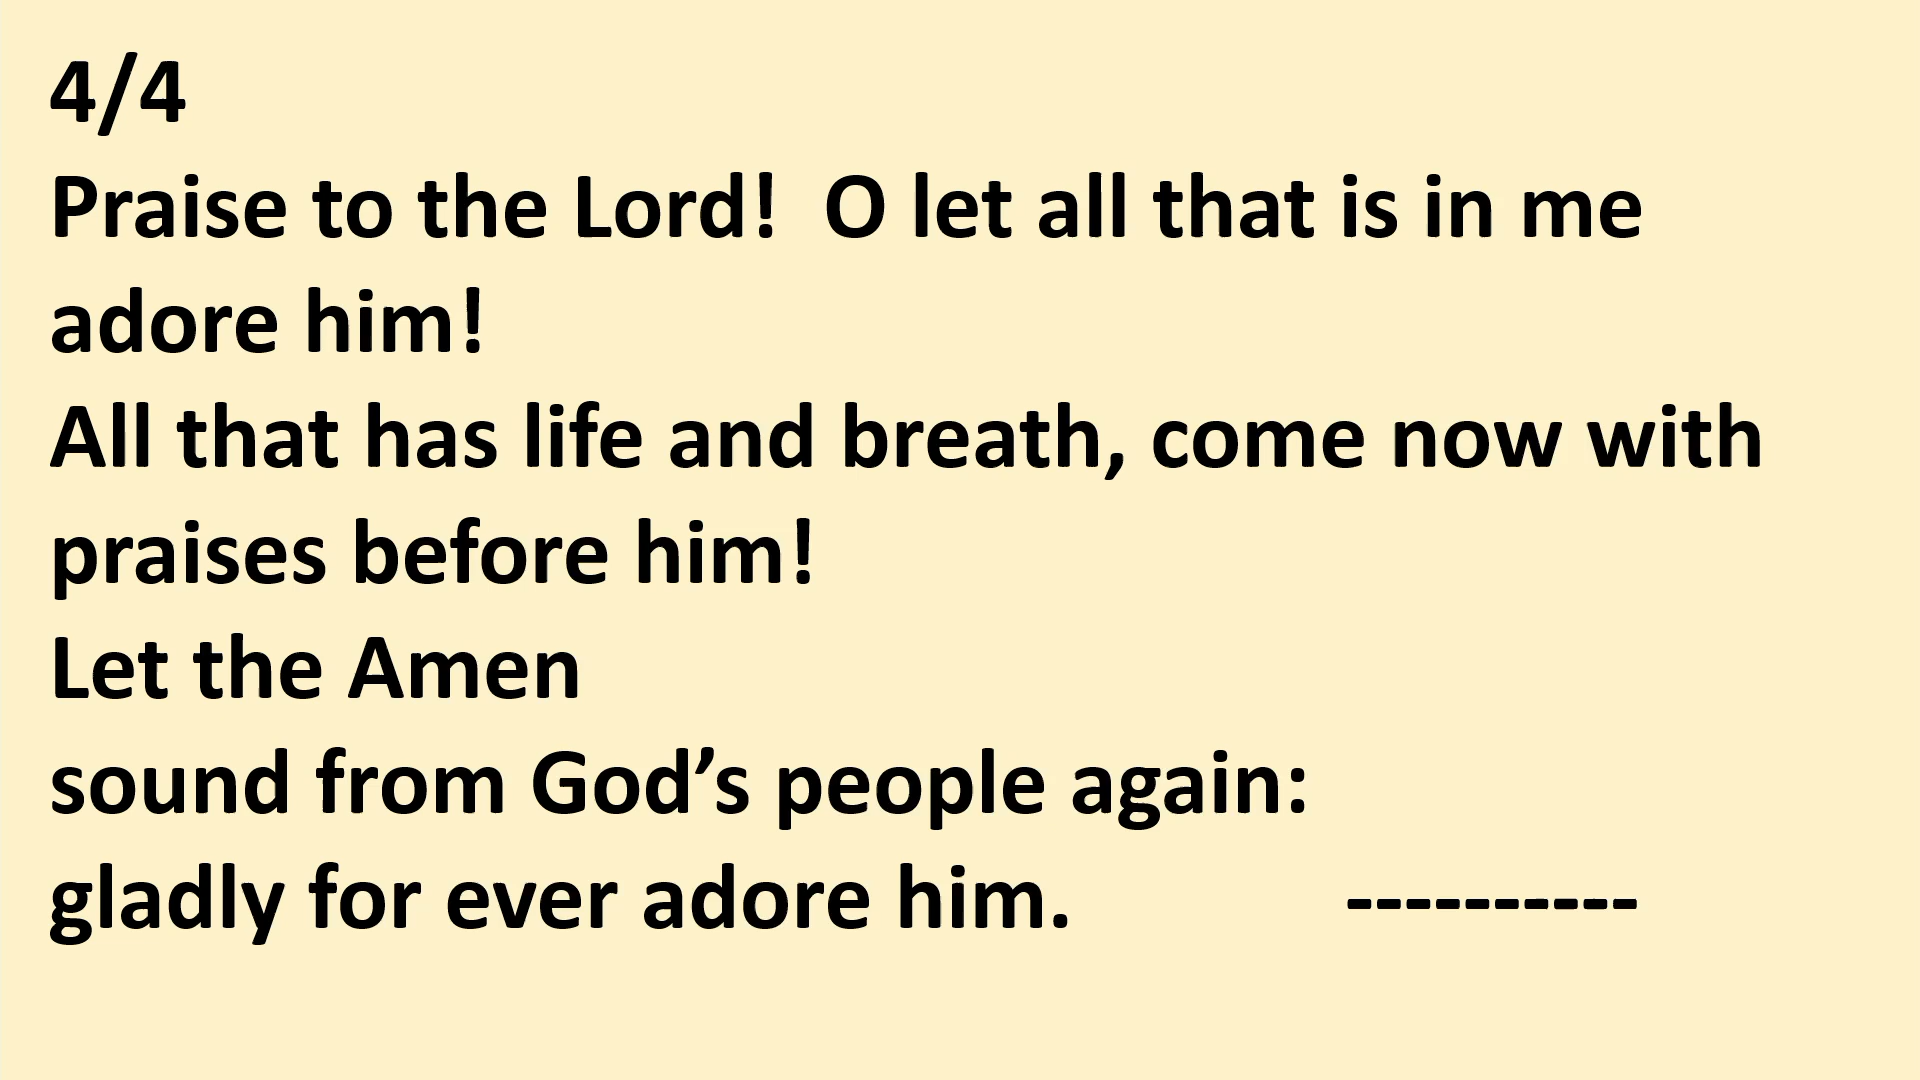 4/4
Praise to the Lord!  O let all that is in me
adore him!
All that has life and breath, come now with
praises before him!
Let the Amen
sound from God’s people again:
gladly for ever adore him.            ----------